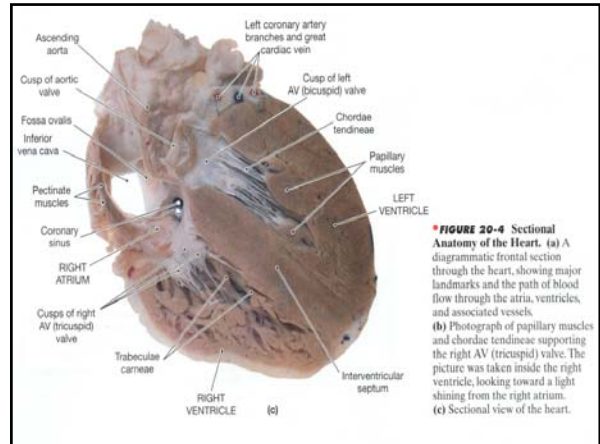 Ascending
aorta
Cusp of aortic
valve
Fossa ovalis
Inferior
vena cava
Pectinate
muscles
Coronary
sinus
RIGHT
ATRIUM
Cusps of right
AV (tricuspid)
valve
Trabeculae
carneae
RIGHT
VENTRICLE
(c)
Left coronary artery
branches and great
cardiac vein
Cusp of left
AV (bicuspid) valve
Chordae
tendineae
Papillary
muscles
LEFT
VENTRICLE
Interventricular
septum
•FIGURE 20-4 Sectional
Anatomy of the Heart. (a) A
diagrammatic frontal section
through the heart, showing major
landmarks and the path of blood
flow through the atria, ventricles,
and associated vessels.
(b) Photograph of papillary muscles
and chordae tendineae supporting
the right AV (tricuspid) valve. The
picture was taken inside the right
ventricle, looking toward a light
shining from the right atrium.
(c) Sectional view of the heart.